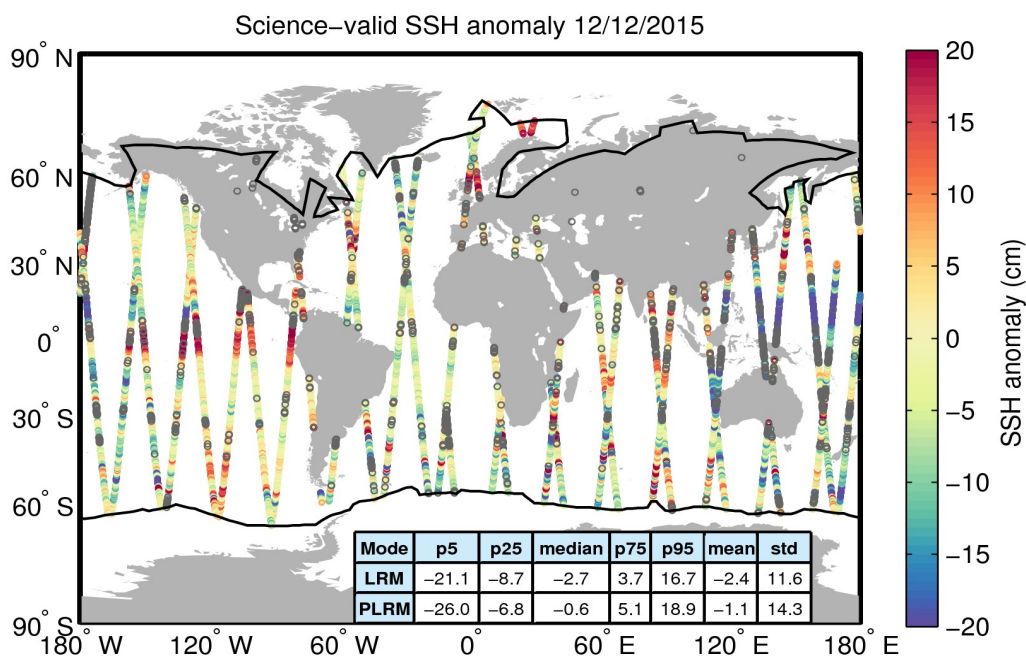 Science−valid SSH anomaly 12/12/2015
90° N
60° N
30° N
0°
30° S
60° S
90° S
180° W
120° W
60° W
0°
60° E
120° E
180° E
Mode p5 p25 median p75 p95 mean std
LRM −21.1 −8.7 −2.7 3.7 16.7 −2.4 11.6
PLRM −26.0 −6.8 −0.6 5.1 18.9 −1.1 14.3
20
15
10
5
0
−5
−10
−15
−20
SSH anomaly (cm)